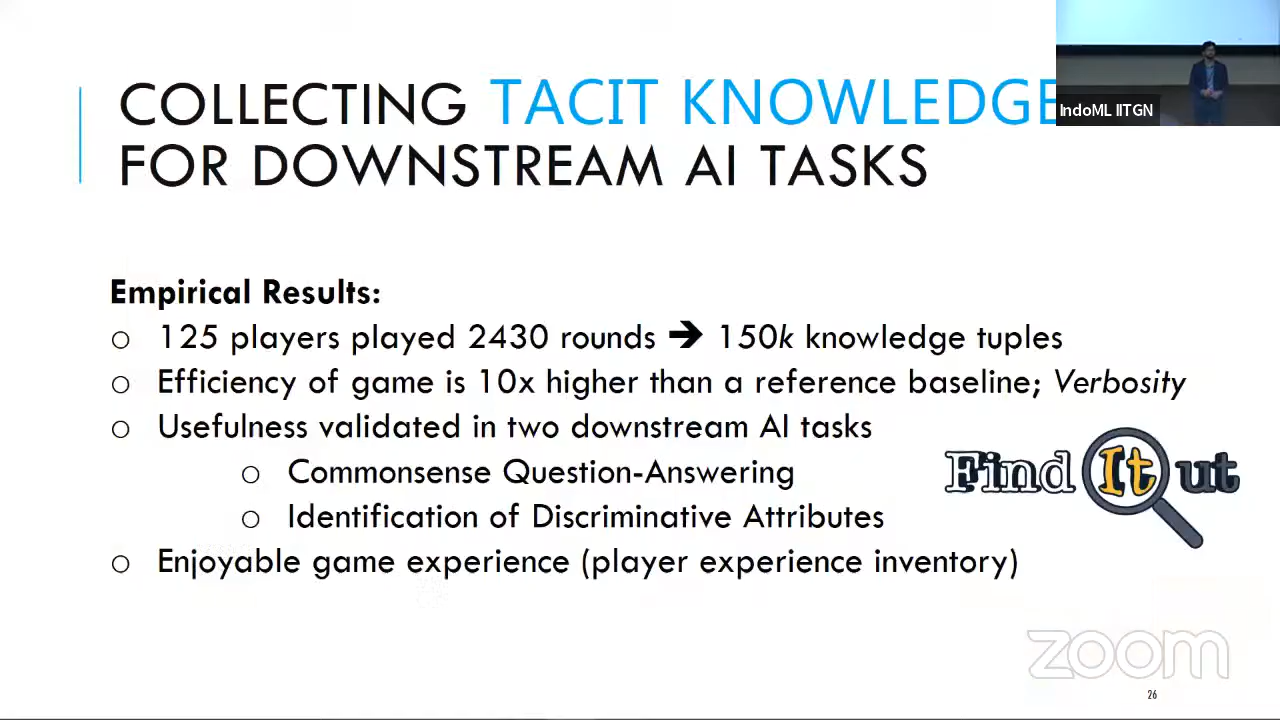 COLLECTING TACIT KNOWLEDGE
FOR DOWNSTREAM AI TASKS
IndoML IITGN
Empirical Results:
○ 125 players played 2430 rounds ➔ 150k knowledge tuples
○ Efficiency of game is 10x higher than a reference baseline; Verbosity
○ Usefulness validated in two downstream AI tasks
○ Commonsense Question-Answering
○ Identification of Discriminative Attributes
○ Enjoyable game experience (player experience inventory)
Find It ut
zoom
26